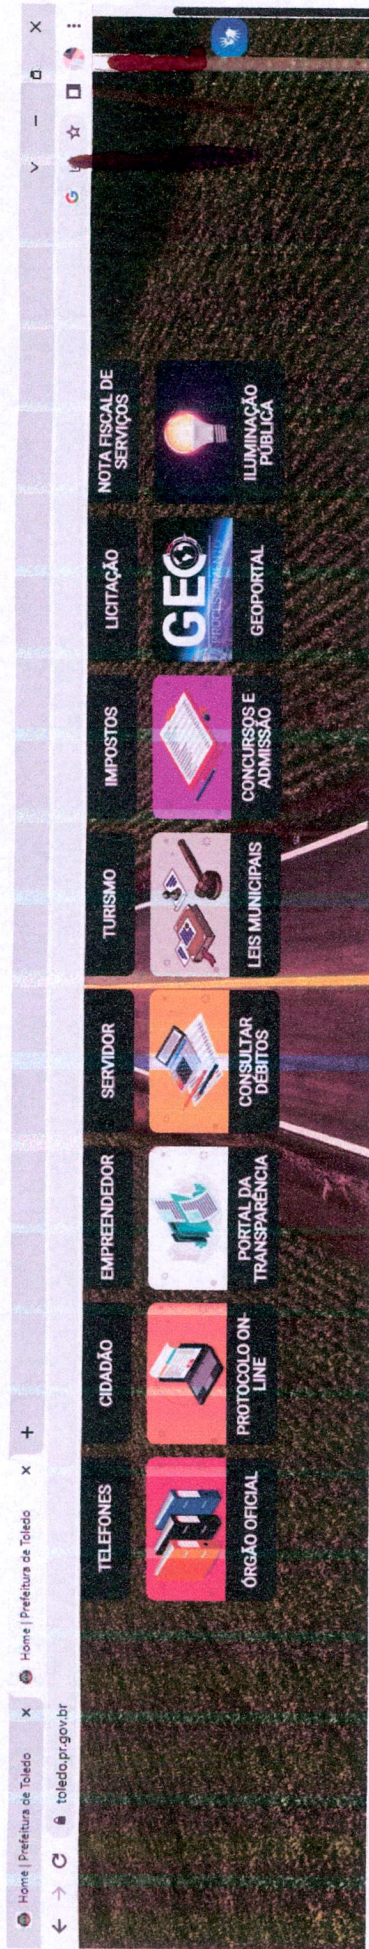 Home | Prefeitura de Toledo
Home | Prefeitura de Toledo
toledo.pr.gov.br
TELEFONES
CIDADÃO
EMPREENDEDOR
SERVIDOR
TURISMO
IMPOSTOS
LICITAÇÃO
NOTA FISCAL DE
SERVIÇOS
ÓRGÃO OFICIAL
PROTOCOLO ON-
LINE
PORTAL DA
TRANSPARÊNCIA
CONSULTAR
DÉBITOS
LEIS MUNICIPAIS
CONCURSOS E
ADMISSÃO
GEO
PROCESSAMENTO
GEOPORTAL
ILUMINAÇÃO
PÚBLICA